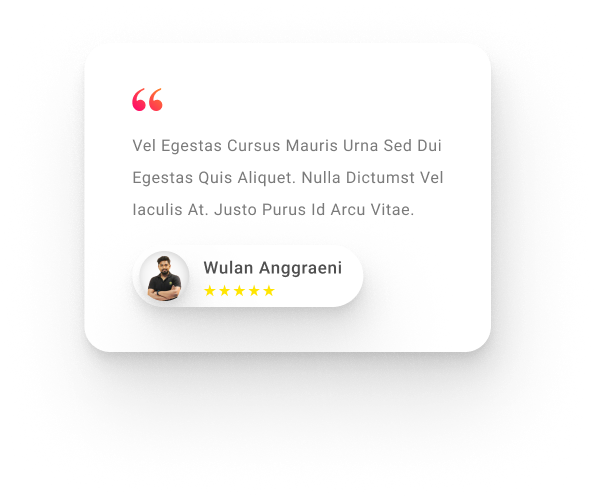 “
Vel Egestas Cursus Mauris Urna Sed Dui
Egestas Quis Aliquet. Nulla Dictumst Vel
Iaculis At. Justo Purus Id Arcu Vitae.
Wulan Anggraeni
★★★★★